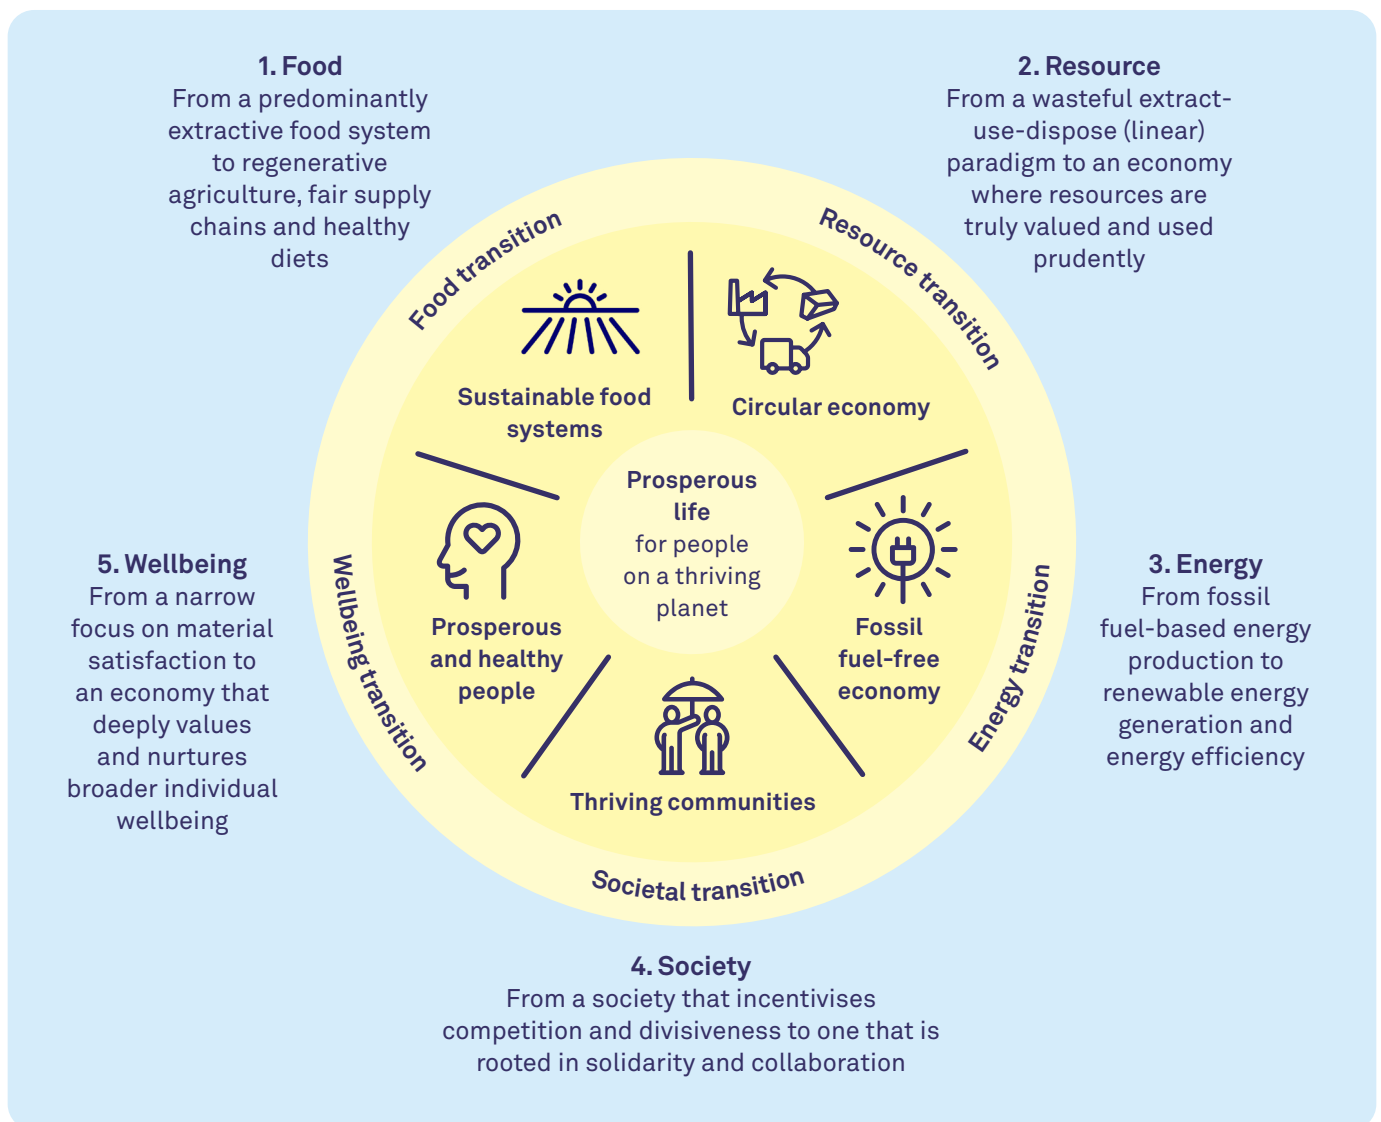 1. Food
From a predominantly
extractive food system
to regenerative
agriculture, fair supply
chains and healthy
diets
2. Resource
From a wasteful extract-
use-dispose (linear)
paradigm to an economy
where resources are
truly valued and used
prudently
Food transition
Resource transition
Sustainable food
systems
Circular economy
Prosperous
life
for people
on a thriving
planet
5. Wellbeing
From a narrow
focus on material
satisfaction to
an economy that
deeply values
and nurtures
broader individual
wellbeing
Wellbeing transition
Prosperous
and healthy
people
Fossil
fuel-free
economy
Energy transition
3. Energy
From fossil
fuel-based energy
production to
renewable energy
generation and
energy efficiency
Thriving communities
Societal transition
4. Society
From a society that incentivises
competition and divisiveness to one that is
rooted in solidarity and collaboration